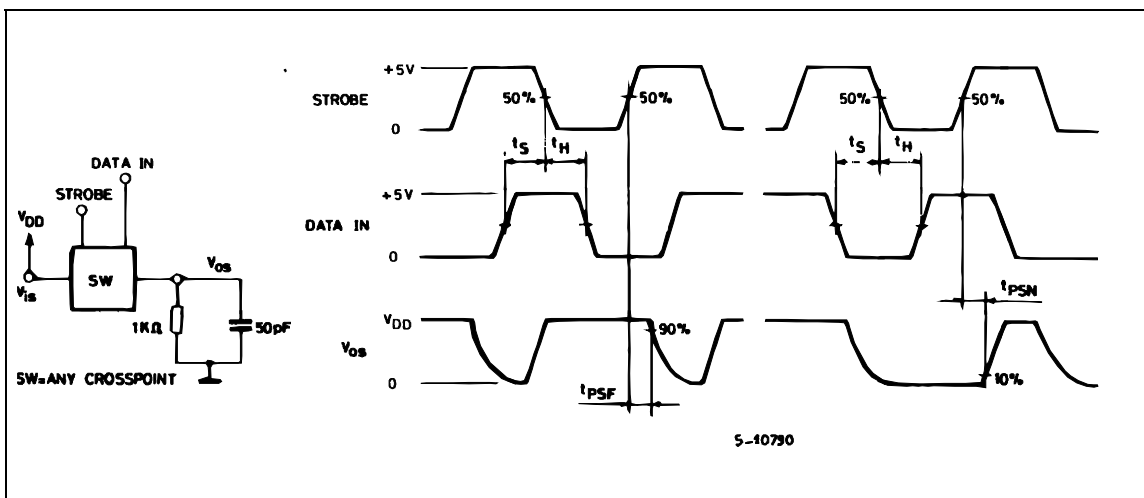 DATA IN
STROBE
VDD
Vis
SW
Vos
1KΩ
50pF
SW=ANY CROSSPOINT
STROBE
+5V
0
50%
50%
50%
50%
tS
tH
tS
tH
DATA IN
+5V
0
tPSN
Vos
VDD
0
90%
10%
tPSF
S-10790